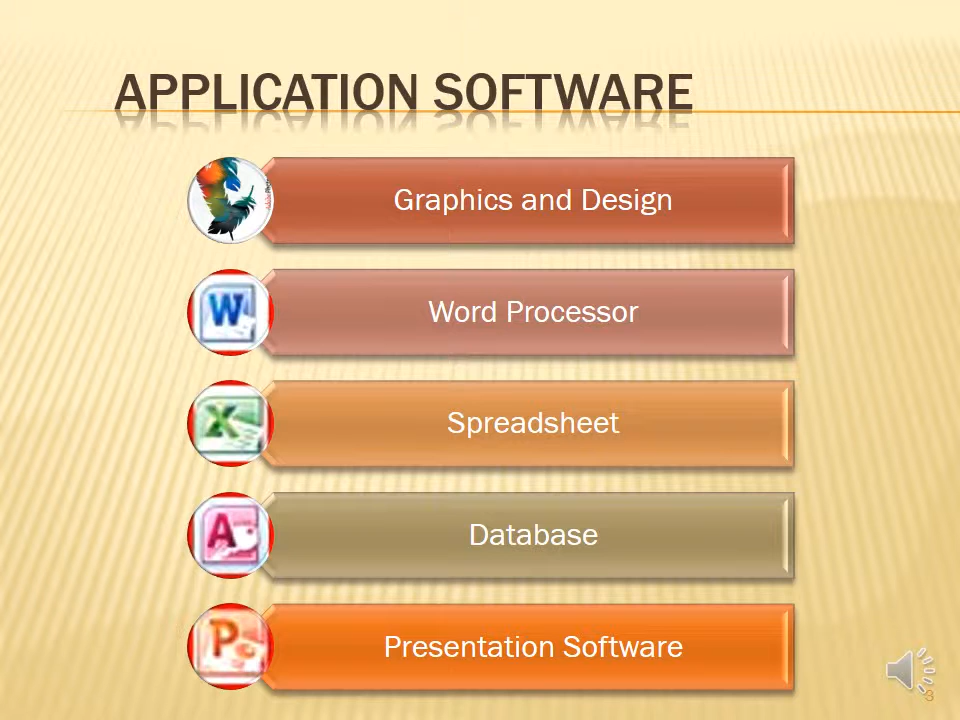 APPLICATION SOFTWARE
Graphics and Design
W
Word Processor
X
Spreadsheet
A
Database
P
Presentation Software
3